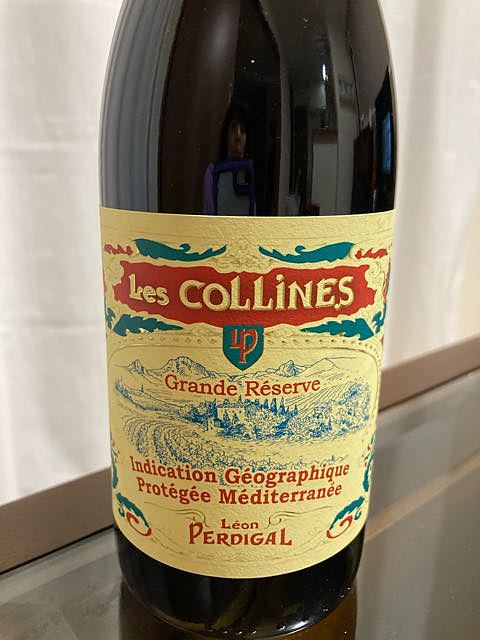 Les COLLINES
LP
Grande Réserve
Indication Géographique
Protégée Méditerranée
Léon
PERDIGAL